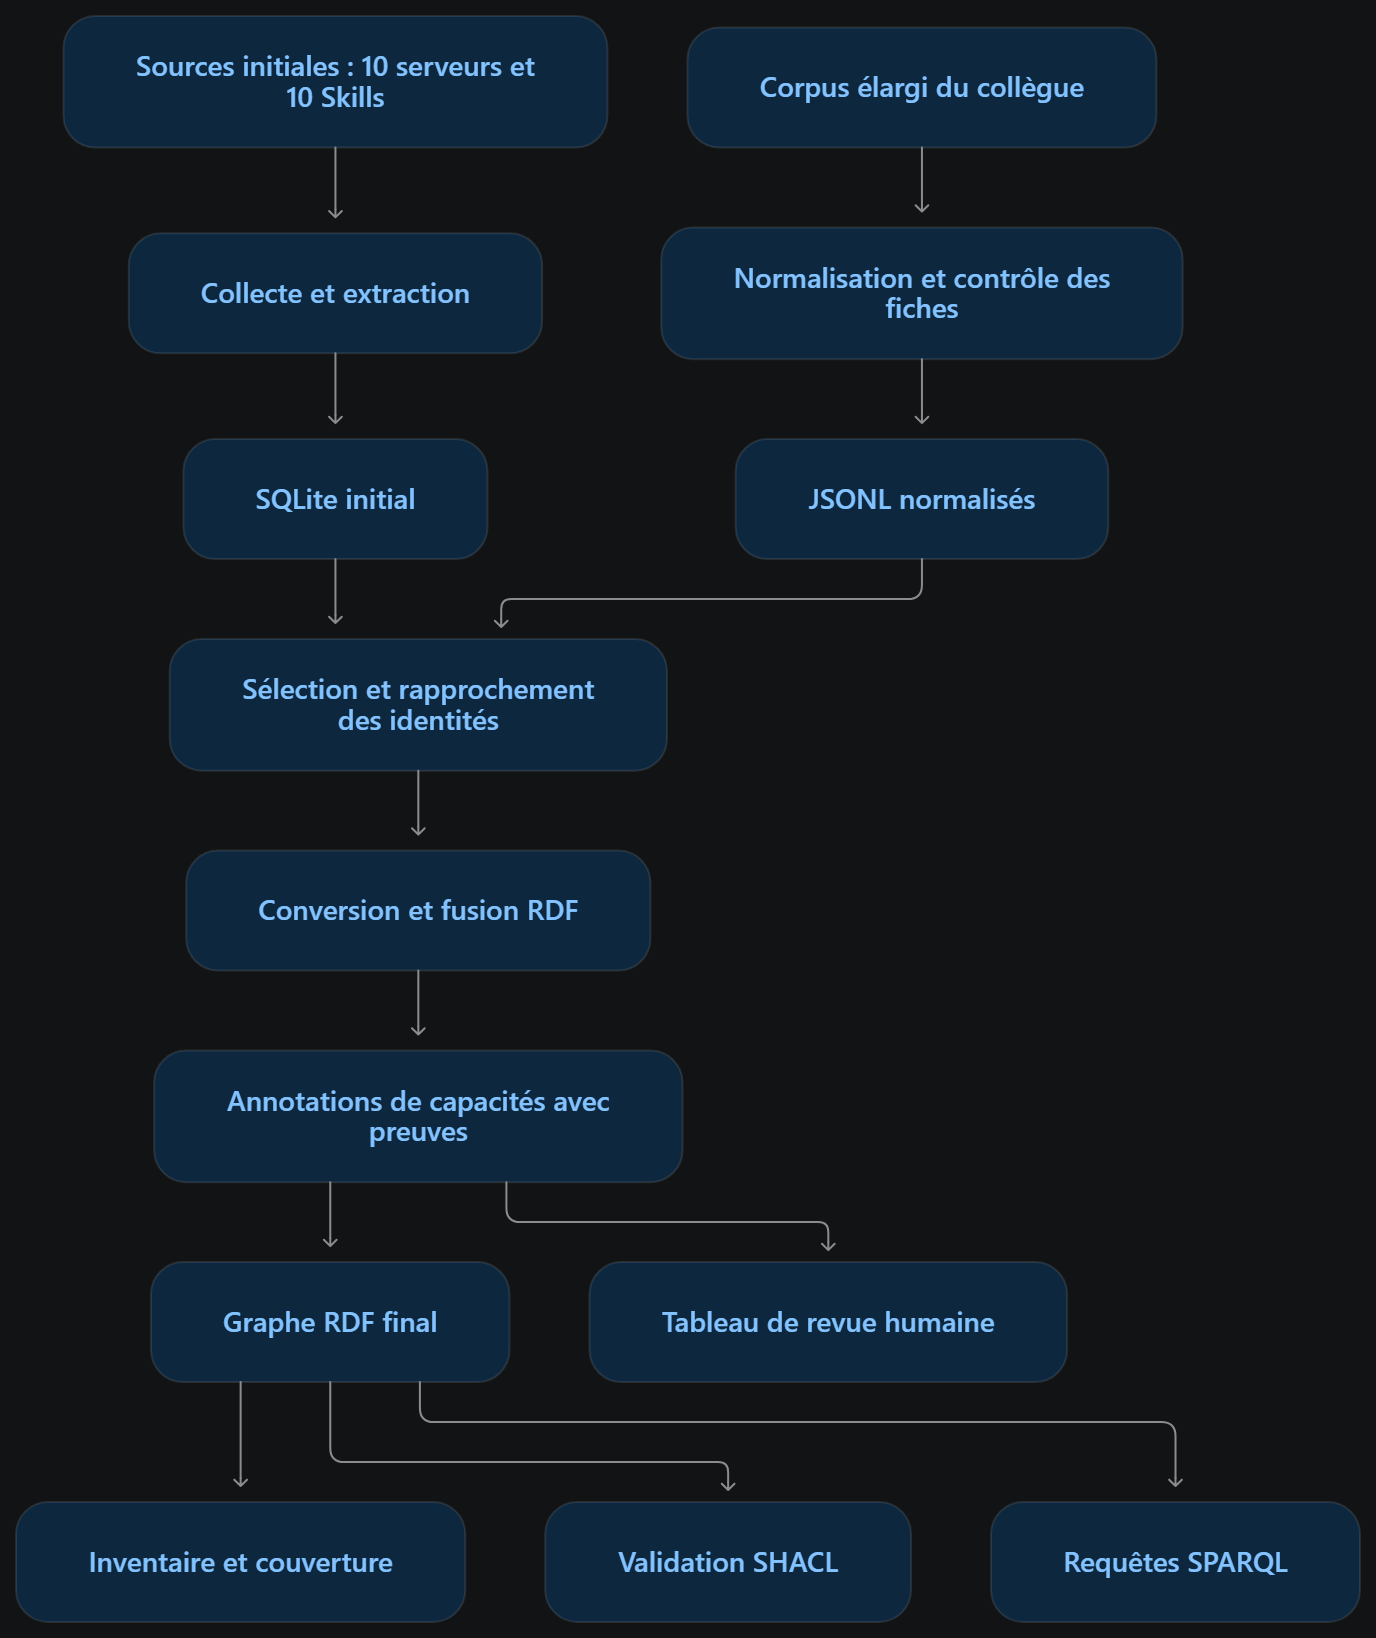 Sources initiales : 10 serveurs et
10 Skills
Corpus élargi du collègue
Collecte et extraction
Normalisation et contrôle des
fiches
SQLite initial
JSONL normalisés
Sélection et rapprochement
des identités
Conversion et fusion RDF
Annotations de capacités avec
preuves
Graphe RDF final
Tableau de revue humaine
Inventaire et couverture
Validation SHACL
Requêtes SPARQL